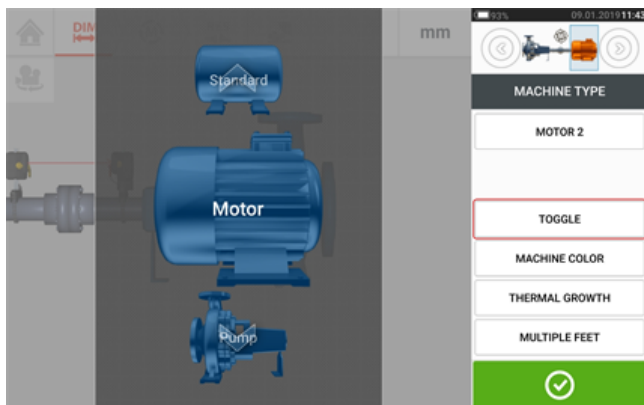 DIM
mm
Standard
Motor
Pump
93%
09.01.2019 11:43
MACHINE TYPE
MOTOR 2
TOGGLE
MACHINE COLOR
THERMAL GROWTH
MULTIPLE FEET